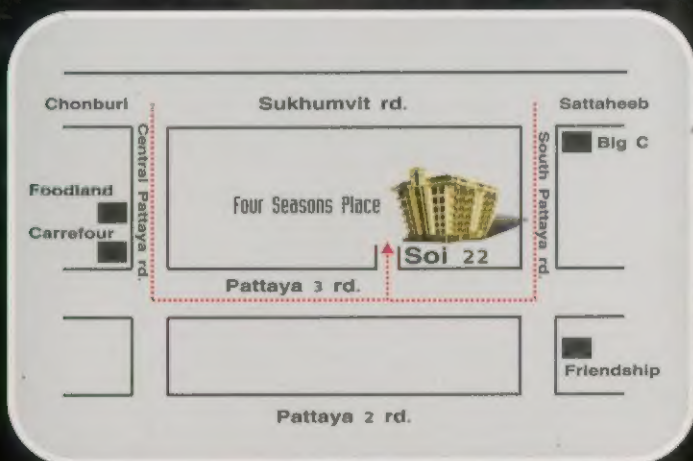 Chonburi
Sukhumvit rd.
Sattaheeb
Central Pattaya rd.
South Pattaya rd.
Big C
Foodland
Carrefour
Four Seasons Place
Soi 22
Pattaya 3 rd.
Friendship
Pattaya 2 rd.